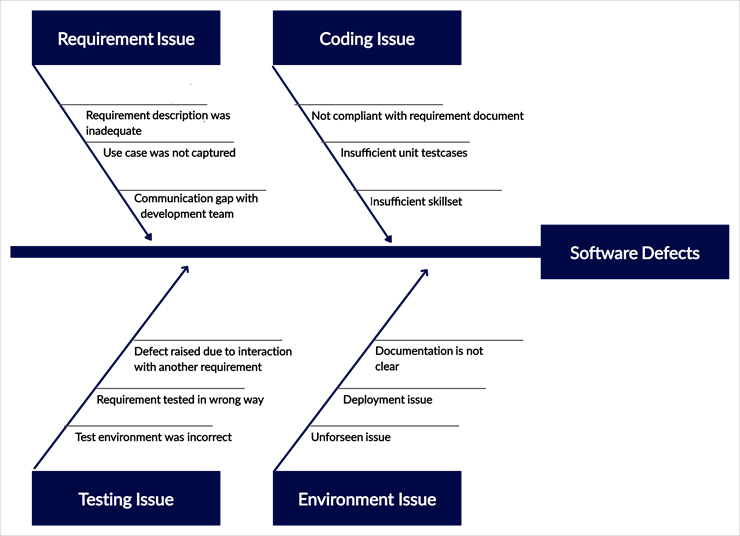 Requirement Issue
Coding Issue
Requirement description was
inadequate
Use case was not captured
Communication gap with
development team
Not compliant with requirement document
Insufficient unit testcases
Insufficient skillset
Software Defects
Defect raised due to interaction
with another requirement
Requirement tested in wrong way
Test environment was incorrect
Documentation is not
clear
Deployment issue
Unforseen issue
Testing Issue
Environment Issue